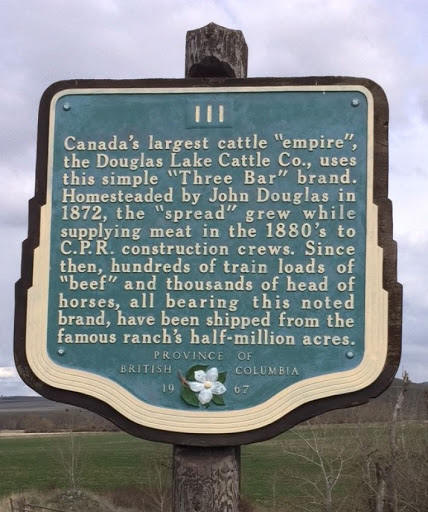 III
Canada's largest cattle "empire",
the Douglas Lake Cattle Co., uses
this simple "Three Bar" brand.
Homesteaded by John Douglas in
1872, the "spread" grew while
supplying meat in the 1880's to
C.P.R. construction crews. Since
then, hundreds of train loads of
"beef" and thousands of head of
horses, all bearing this noted
brand, have been shipped from the
famous ranch's half-million acres.
PROVINCE OF
BRITISH COLUMBIA
1967